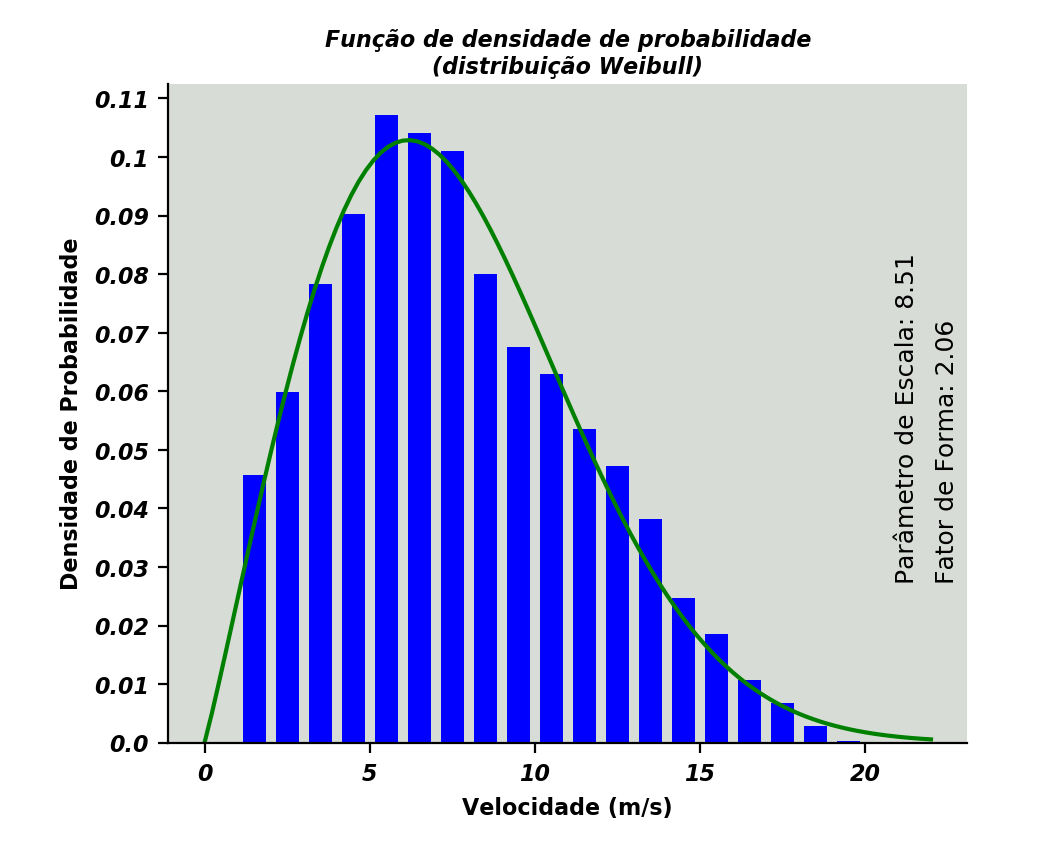 Função de densidade de probabilidade
(distribuição Weibull)
Densidade de Probabilidade
0.11
0.1
0.09
0.08
0.07
0.06
0.05
0.04
0.03
0.02
0.01
0.0
Parâmetro de Escala: 8.51
Fator de Forma: 2.06
0
5
10
15
20
Velocidade (m/s)